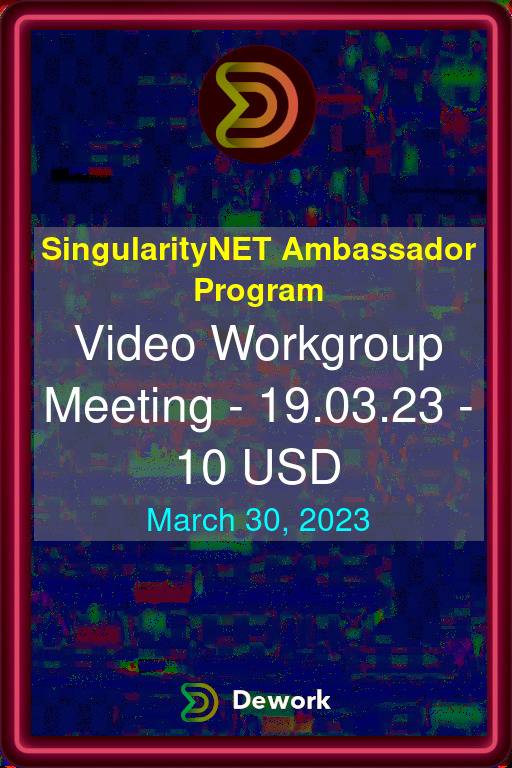 SingularityNET Ambassador
Program
Video Workgroup
Meeting - 19.03.23 -
10 USD
March 30, 2023
Dework